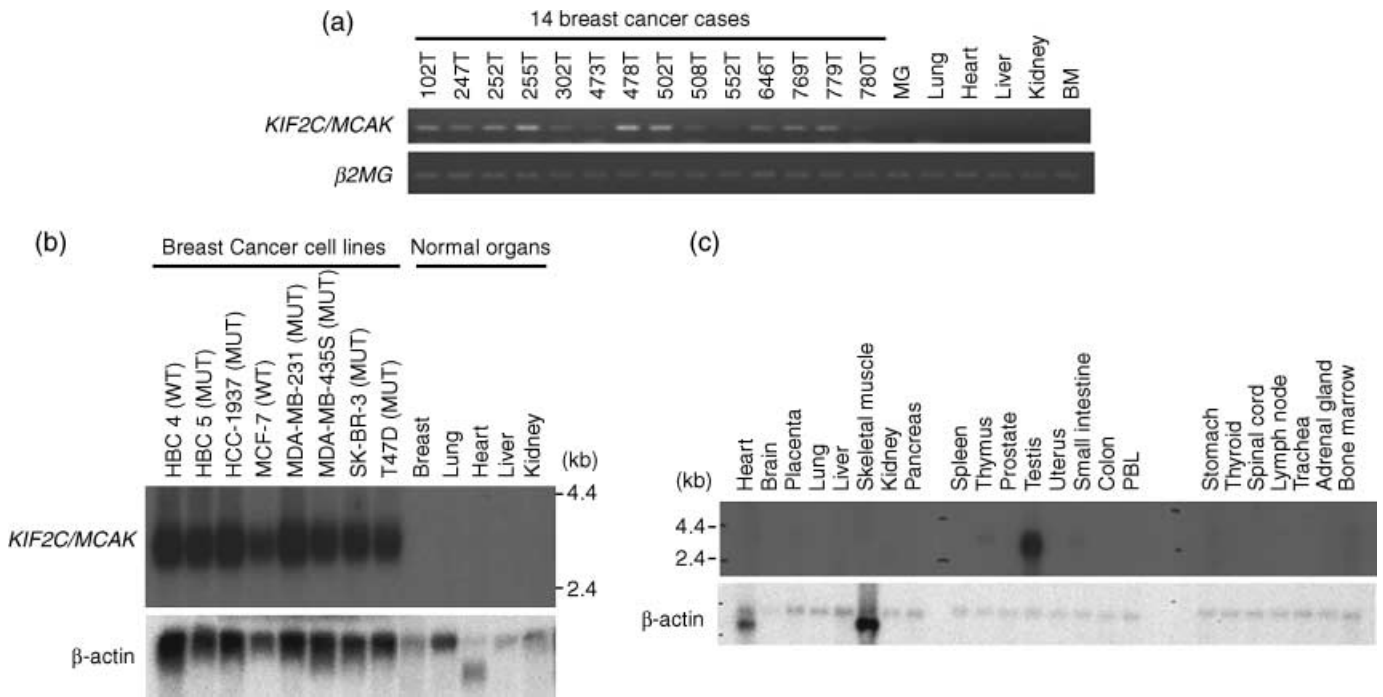 (a)
14 breast cancer cases
102T 247T 252T 255T 302T 473T 478T 502T 508T 552T 646T 769T 779T 780T MG Lung Heart Liver Kidney BM
KIF2C/MCAK
β2MG
(b)
Breast Cancer cell lines Normal organs
HBC 4 (WT) HBC 5 (MUT) HCC-1937 (MUT) MCF-7 (WT) MDA-MB-231 (MUT) MDA-MB-435S (MUT) SK-BR-3 (MUT) T47D (MUT) Breast Lung Heart Liver Kidney
(kb)
4.4
KIF2C/MCAK
2.4
β-actin
(c)
Heart Brain Placenta Lung Liver Skeletal muscle Kidney Pancreas Spleen Thymus Prostate Testis Uterus Small intestine Colon PBL Stomach Thyroid Spinal cord Lymph node Trachea Adrenal gland Bone marrow
(kb)
4.4
2.4
β-actin